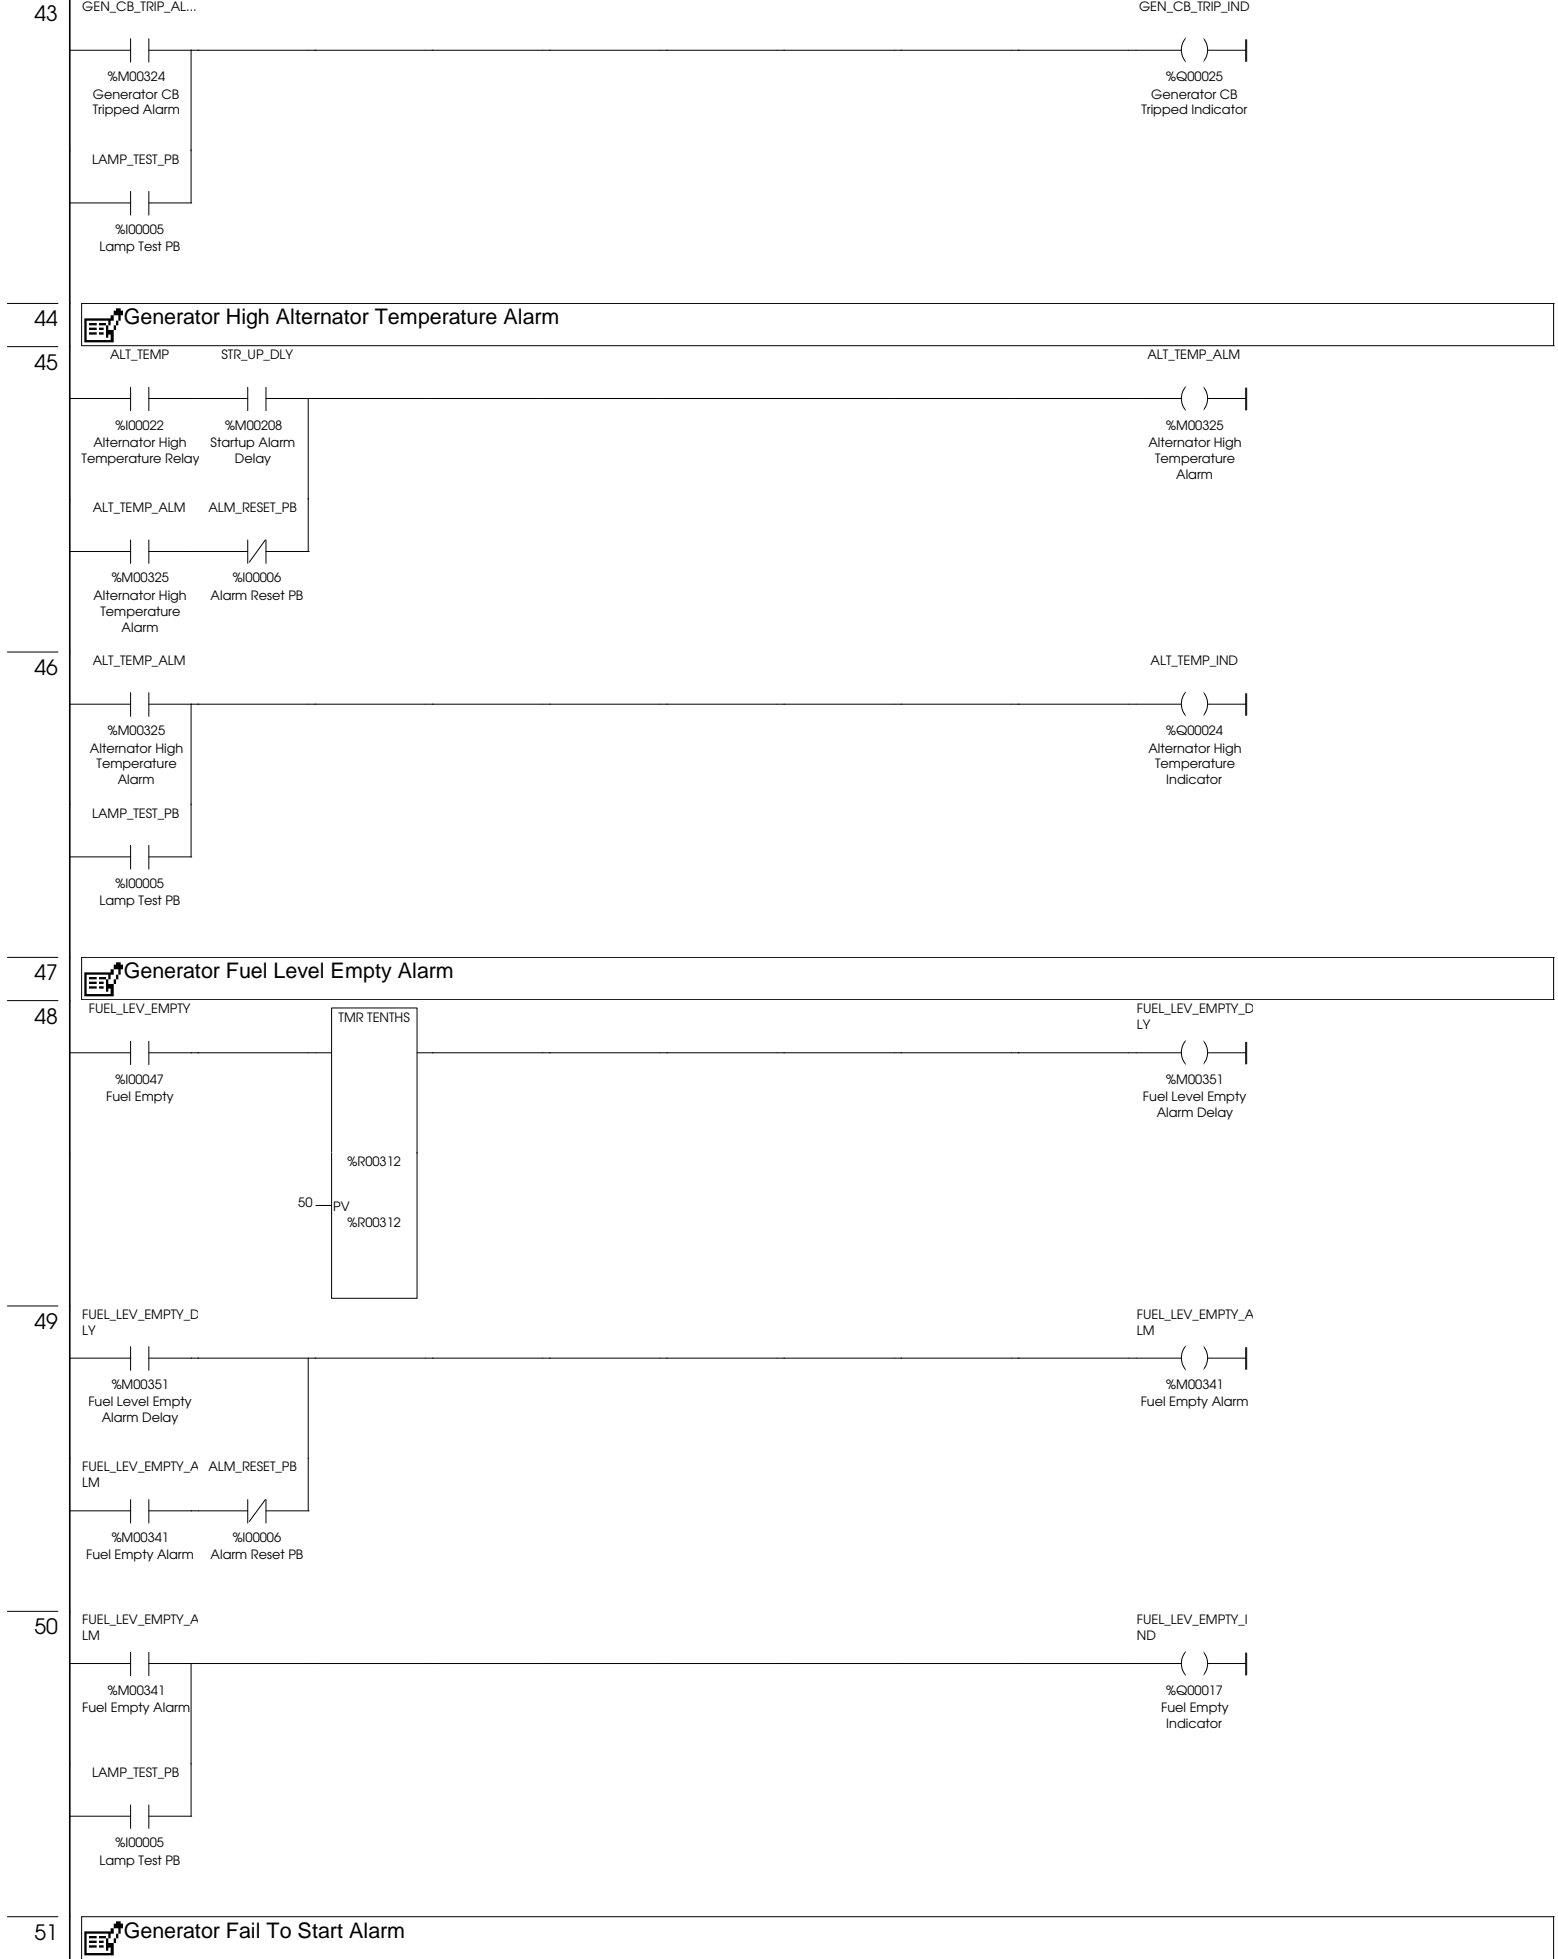 43
GEN_CB_TRIP_AL...
GEN_CB_TRIP_IND
%M00324
Generator CB
Tripped Alarm
%Q00025
Generator CB
Tripped Indicator
LAMP_TEST_PB
%I00005
Lamp Test PB
44
Generator High Alternator Temperature Alarm
45
ALT_TEMP
STR_UP_DLY
ALT_TEMP_ALM
%I00022
Alternator High
Temperature Relay
%M00208
Startup Alarm
Delay
%M00325
Alternator High
Temperature
Alarm
ALT_TEMP_ALM
ALM_RESET_PB
%M00325
Alternator High
Temperature
Alarm
%I00006
Alarm Reset PB
46
ALT_TEMP_ALM
ALT_TEMP_IND
%M00325
Alternator High
Temperature
Alarm
%Q00024
Alternator High
Temperature
Indicator
LAMP_TEST_PB
%I00005
Lamp Test PB
47
Generator Fuel Level Empty Alarm
48
FUEL_LEV_EMPTY
TMR TENTHS
FUEL_LEV_EMPTY_D
LY
%I00047
Fuel Empty
%M00351
Fuel Level Empty
Alarm Delay
%R00312
50
PV
%R00312
49
FUEL_LEV_EMPTY_D
LY
FUEL_LEV_EMPTY_A
LM
%M00351
Fuel Level Empty
Alarm Delay
%M00341
Fuel Empty Alarm
FUEL_LEV_EMPTY_A
LM
ALM_RESET_PB
%M00341
Fuel Empty Alarm
%I00006
Alarm Reset PB
50
FUEL_LEV_EMPTY_A
LM
FUEL_LEV_EMPTY_I
ND
%M00341
Fuel Empty Alarm
%Q00017
Fuel Empty
Indicator
LAMP_TEST_PB
%I00005
Lamp Test PB
51
Generator Fail To Start Alarm